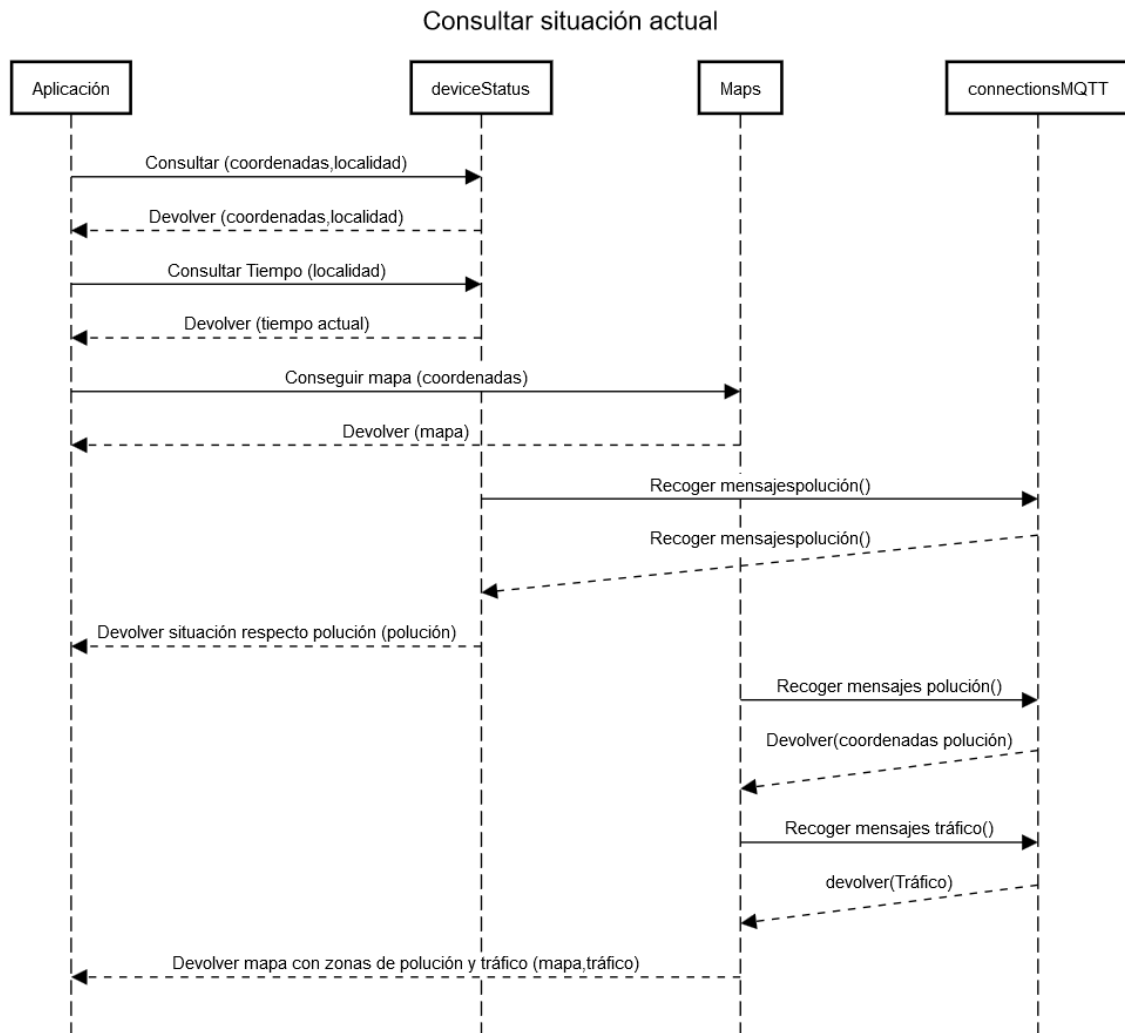 Consultar situación actual
Aplicación
deviceStatus
Maps
connectionsMQTT
Consultar (coordenadas,localidad)
Devolver (coordenadas,localidad)
Consultar Tiempo (localidad)
Devolver (tiempo actual)
Conseguir mapa (coordenadas)
Devolver (mapa)
Recoger mensajespolución()
Recoger mensajespolución()
Devolver situación respecto polución (polución)
Recoger mensajes polución()
Devolver(coordenadas polución)
Recoger mensajes tráfico()
devolver(Tráfico)
Devolver mapa con zonas de polución y tráfico (mapa,tráfico)